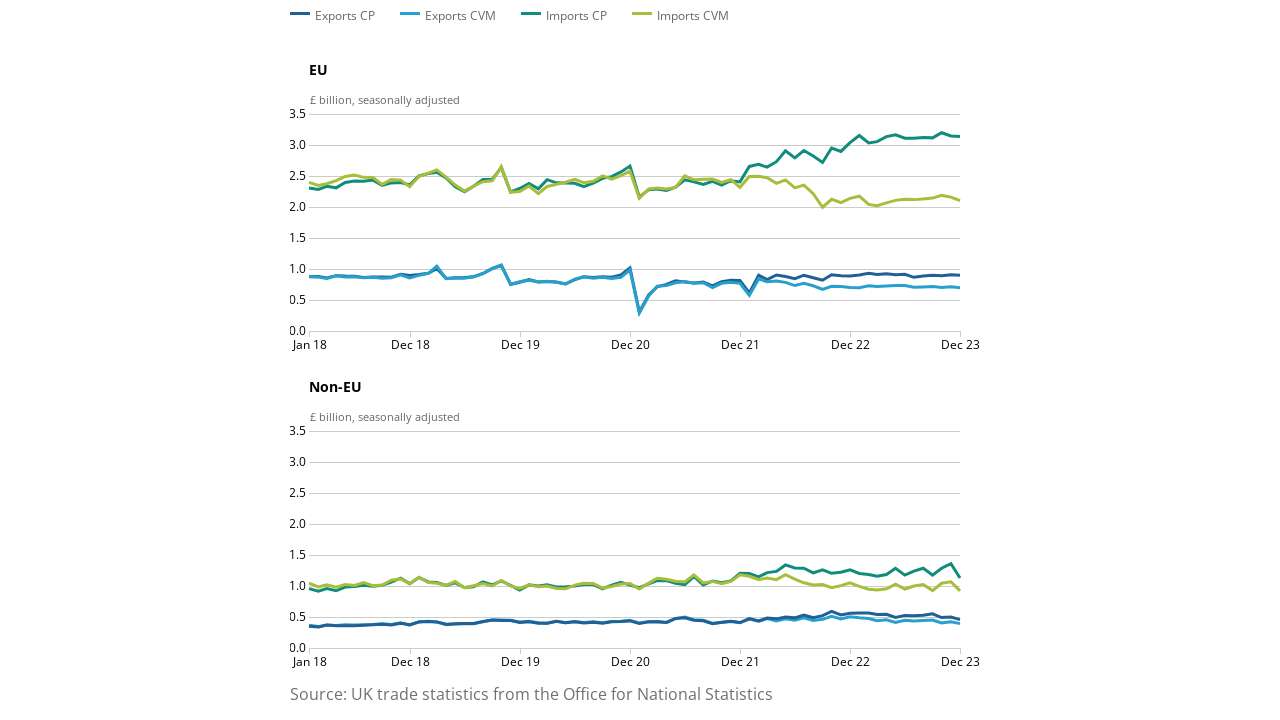 Exports CP Exports CVM Imports CP Imports CVM
EU
£ billion, seasonally adjusted
3.5
3.0
2.5
2.0
1.5
1.0
0.5
0.0
Jan 18 Dec 18 Dec 19 Dec 20 Dec 21 Dec 22 Dec 23
Non-EU
£ billion, seasonally adjusted
3.5
3.0
2.5
2.0
1.5
1.0
0.5
0.0
Jan 18 Dec 18 Dec 19 Dec 20 Dec 21 Dec 22 Dec 23
Source: UK trade statistics from the Office for National Statistics